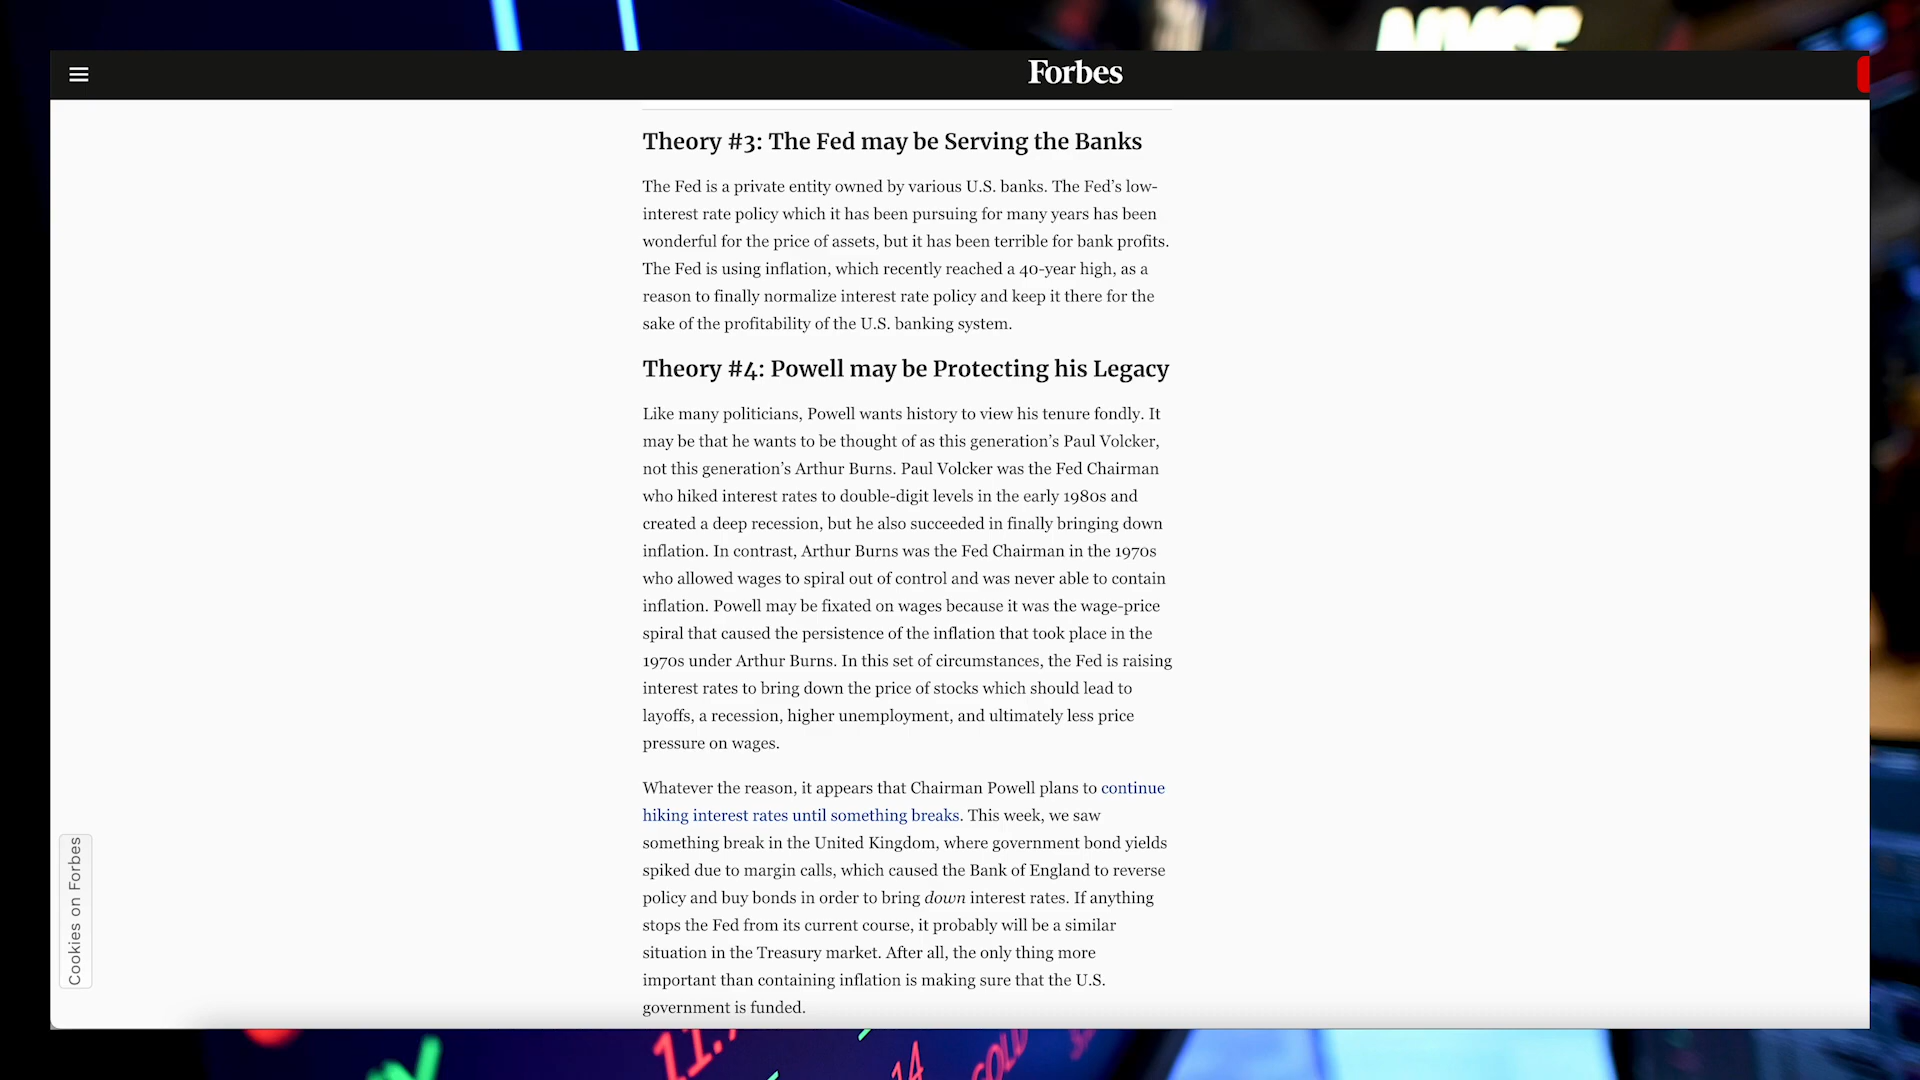 NYSE
Forbes
Theory #3: The Fed may be Serving the Banks
The Fed is a private entity owned by various U.S. banks. The Fed’s low-
interest rate policy which it has been pursuing for many years has been
wonderful for the price of assets, but it has been terrible for bank profits.
The Fed is using inflation, which recently reached a 40-year high, as a
reason to finally normalize interest rate policy and keep it there for the
sake of the profitability of the U.S. banking system.
Theory #4: Powell may be Protecting his Legacy
Like many politicians, Powell wants history to view his tenure fondly. It
may be that he wants to be thought of as this generation’s Paul Volcker,
not this generation’s Arthur Burns. Paul Volcker was the Fed Chairman
who hiked interest rates to double-digit levels in the early 1980s and
created a deep recession, but he also succeeded in finally bringing down
inflation. In contrast, Arthur Burns was the Fed Chairman in the 1970s
who allowed wages to spiral out of control and was never able to contain
inflation. Powell may be fixated on wages because it was the wage-price
spiral that caused the persistence of the inflation that took place in the
1970s under Arthur Burns. In this set of circumstances, the Fed is raising
interest rates to bring down the price of stocks which should lead to
layoffs, a recession, higher unemployment, and ultimately less price
pressure on wages.
Whatever the reason, it appears that Chairman Powell plans to continue
hiking interest rates until something breaks. This week, we saw
something break in the United Kingdom, where government bond yields
spiked due to margin calls, which caused the Bank of England to reverse
policy and buy bonds in order to bring down interest rates. If anything
stops the Fed from its current course, it probably will be a similar
situation in the Treasury market. After all, the only thing more
important than containing inflation is making sure that the U.S.
government is funded.
Cookies on Forbes
11.
14
GOLD